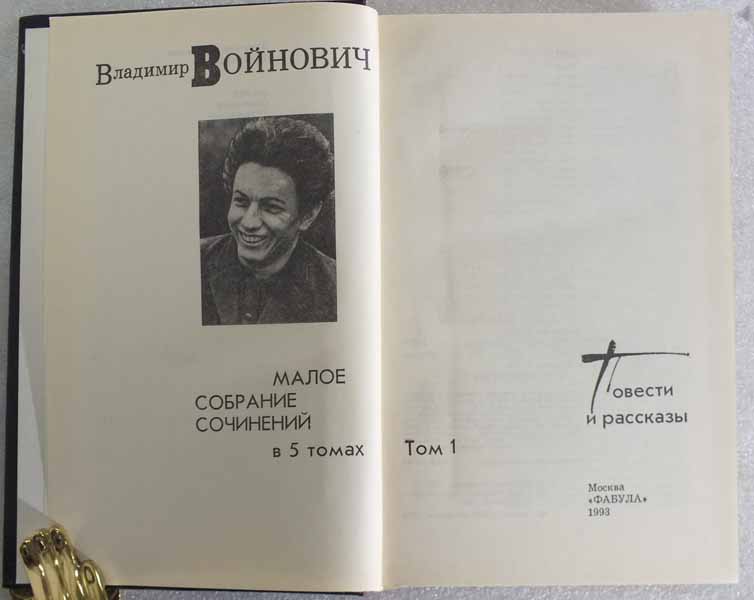 Владимир ВОЙНОВИЧ
МАЛОЕ
СОБРАНИЕ
СОЧИНЕНИЙ
в 5 томах
Том 1
Повести
и рассказы
Москва
«ФАБУЛА»
1993